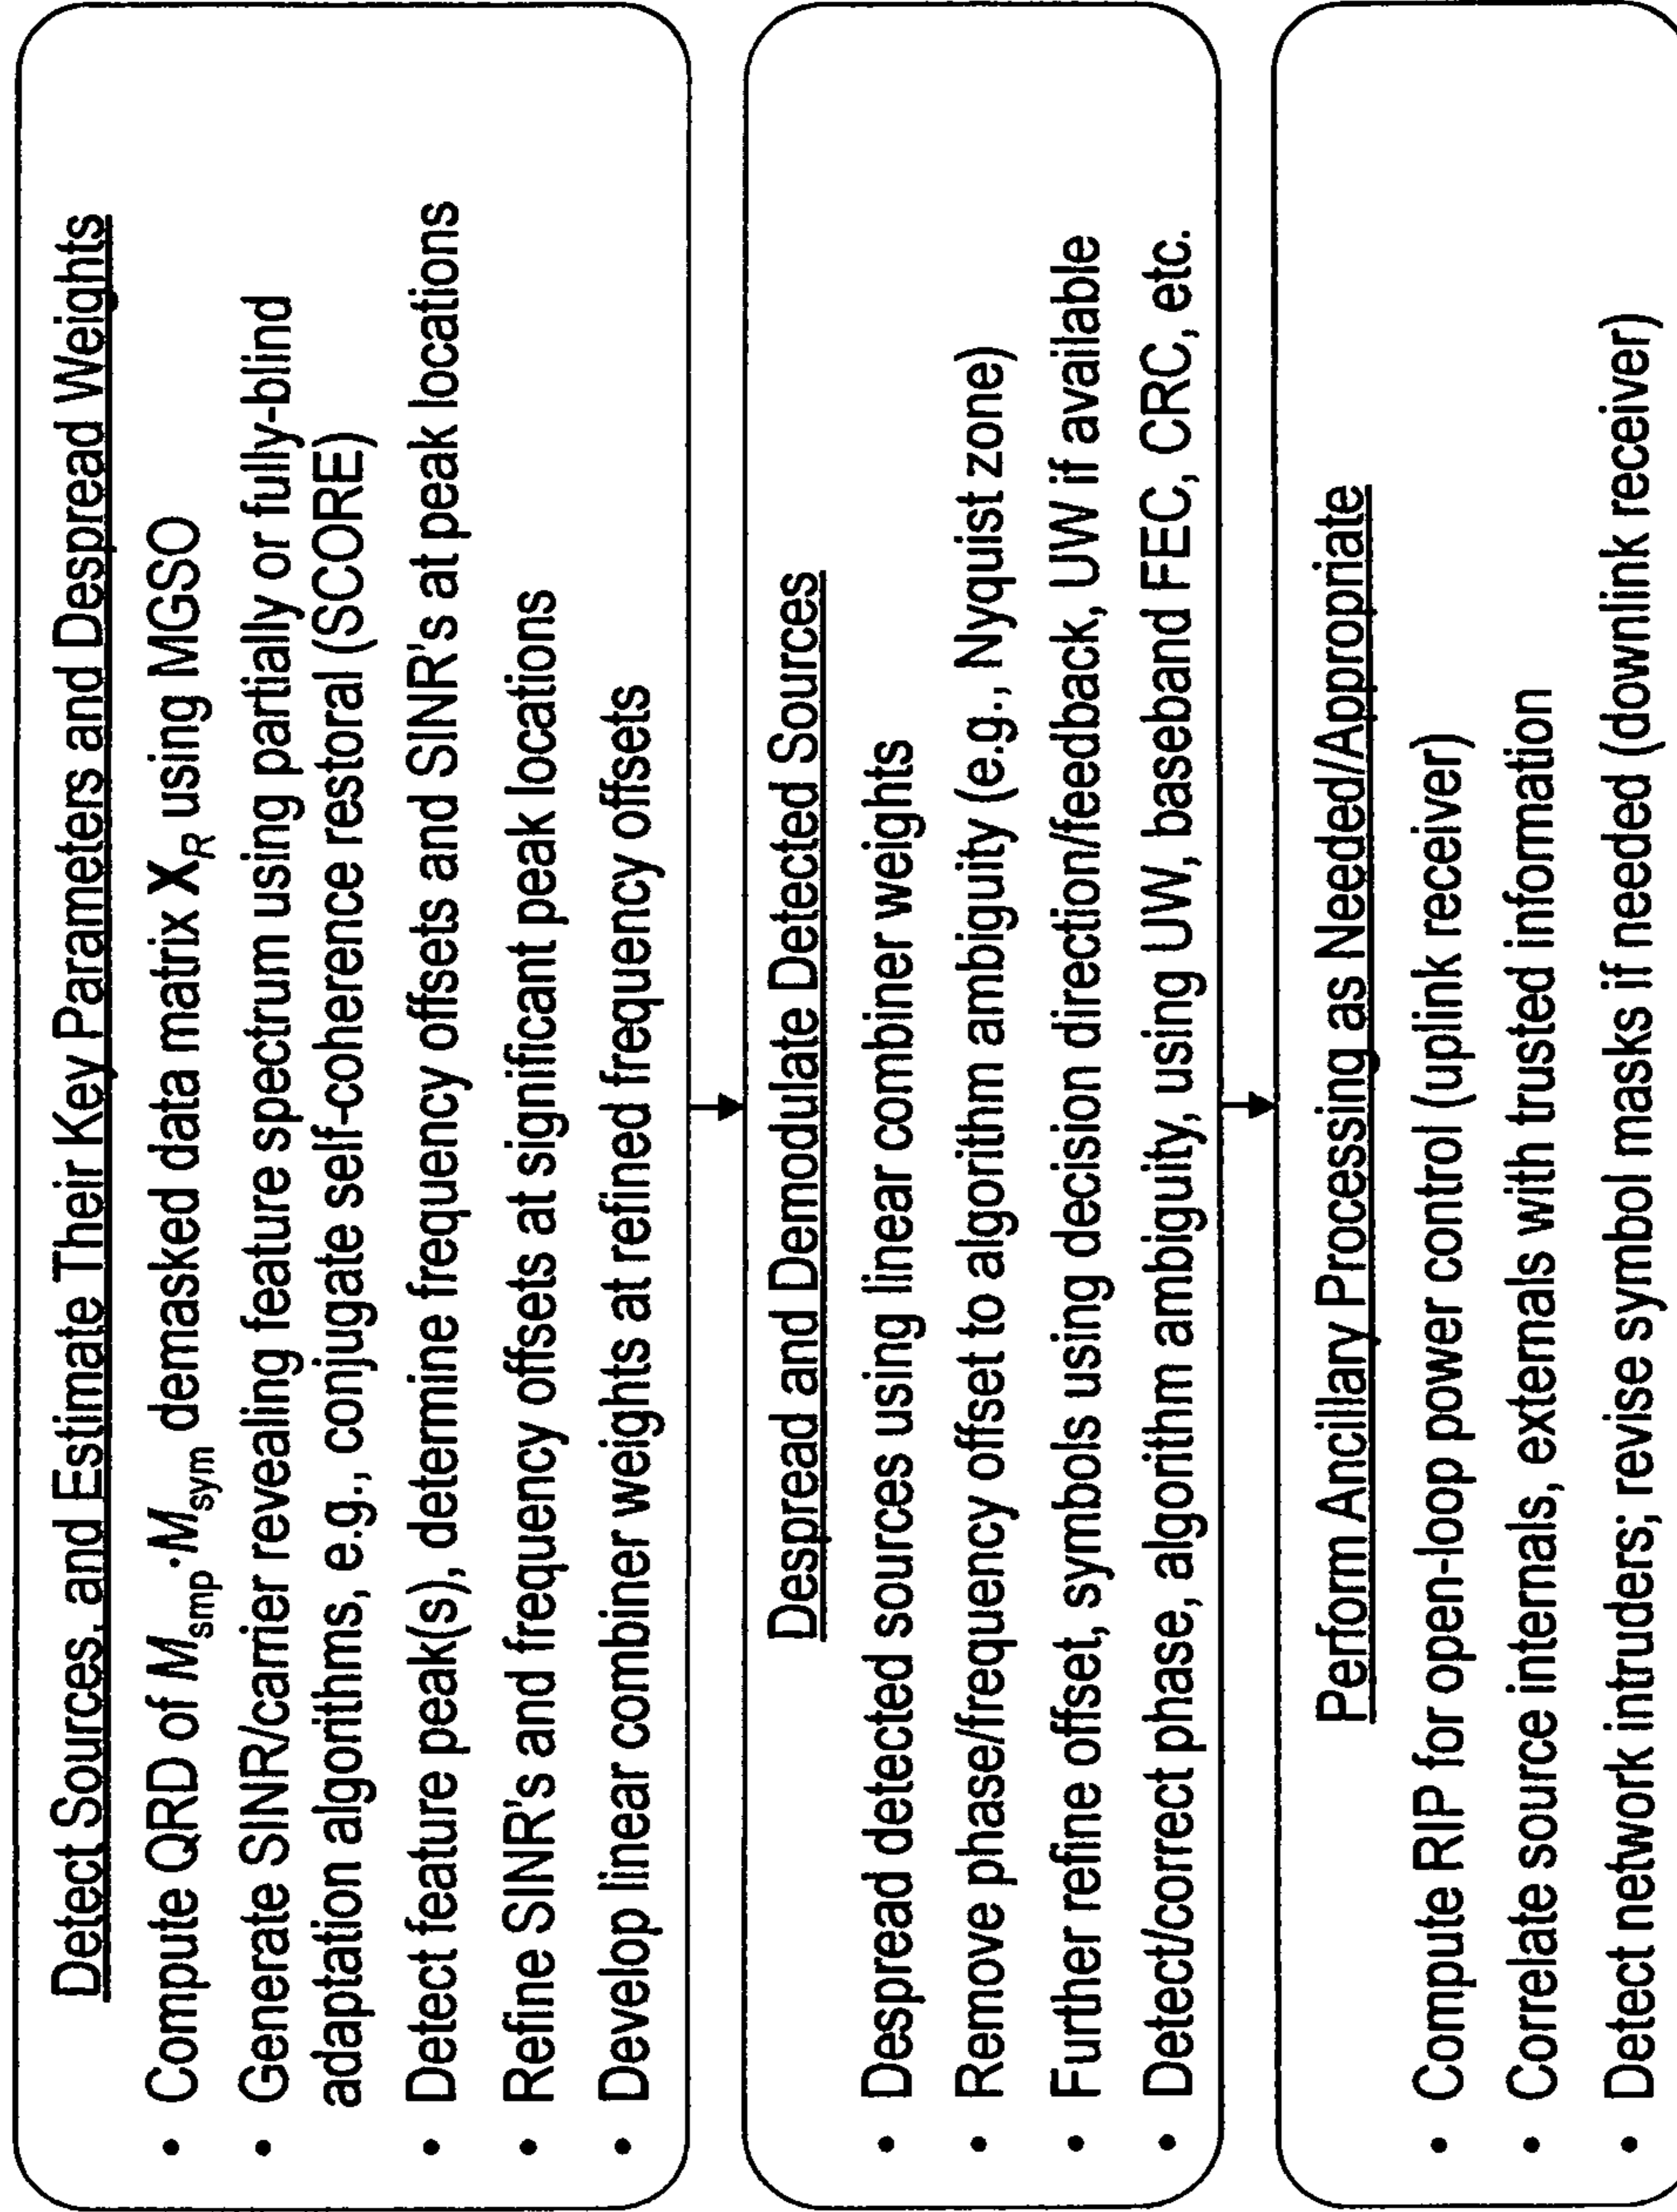 Detect Sources, and Estimate Their Key Parameters and Despread Weights
• Compute QRD of M_smp·M_sym demasked data matrix X_R using MGSO
• Generate SINR/carrier revealing feature spectrum using partially or fully-blind
adaptation algorithms, e.g., conjugate self-coherence restoral (SCORE)
• Detect feature peak(s), determine frequency offsets and SINR's at peak locations
• Refine SINR's and frequency offsets at significant peak locations
• Develop linear combiner weights at refined frequency offsets
Despread and Demodulate Detected Sources
• Despread detected sources using linear combiner weights
• Remove phase/frequency offset to algorithm ambiguity (e.g., Nyquist zone)
• Further refine offset, symbols using decision direction/feedback, UW if available
• Detect/correct phase, algorithm ambiguity, using UW, baseband FEC, CRC, etc.
Perform Ancillary Processing as Needed/Appropriate
• Compute RIP for open-loop power control (uplink receiver)
• Correlate source internals, externals with trusted information
• Detect network intruders; revise symbol masks if needed (downlink receiver)